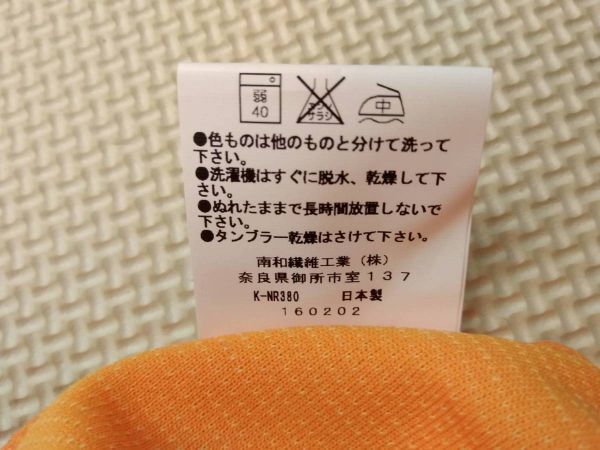 弱
40
エンソ
サラシ
中
●色ものは他のものと分けて洗って
下さい。
●洗濯機はすぐに脱水、乾燥して下
さい。
●ぬれたままで長時間放置しないで
下さい。
●タンブラー乾燥はさけて下さい。
南和繊維工業(株)
奈良県御所市室137
K-NR380 日本製
160202